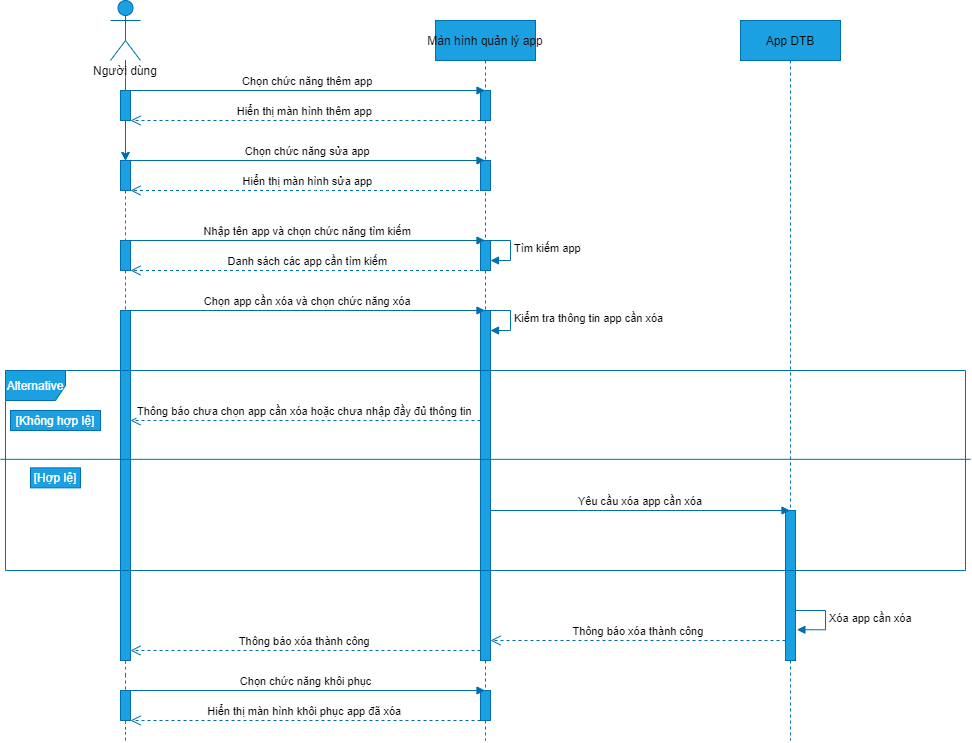 Người dùng
Màn hình quản lý app
App DTB
Chọn chức năng thêm app
Hiển thị màn hình thêm app
Chọn chức năng sửa app
Hiển thị màn hình sửa app
Nhập tên app và chọn chức năng tìm kiếm
Tìm kiếm app
Danh sách các app cần tìm kiếm
Chọn app cần xóa và chọn chức năng xóa
Kiểm tra thông tin app cần xóa
Alternative
Thông báo chưa chọn app cần xóa hoặc chưa nhập đầy đủ thông tin
[Không hợp lệ]
[Hợp lệ]
Yêu cầu xóa app cần xóa
Xóa app cần xóa
Thông báo xóa thành công
Thông báo xóa thành công
Chọn chức năng khôi phục
Hiển thị màn hình khôi phục app đã xóa